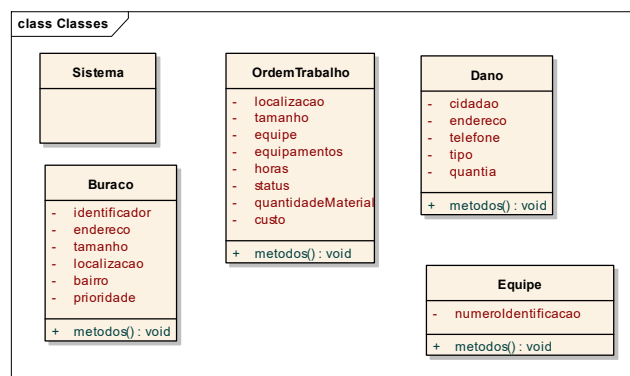 class Classes
Sistema
OrdemTrabalho
- localizacao
- tamanho
- equipe
- equipamentos
- horas
- status
- quantidadeMaterial
- custo
+ metodos() : void
Dano
- cidadao
- endereco
- telefone
- tipo
- quantia
+ metodos() : void
Buraco
- identificador
- endereco
- tamanho
- localizacao
- bairro
- prioridade
+ metodos() : void
Equipe
- numeroIdentificacao
+ metodos() : void